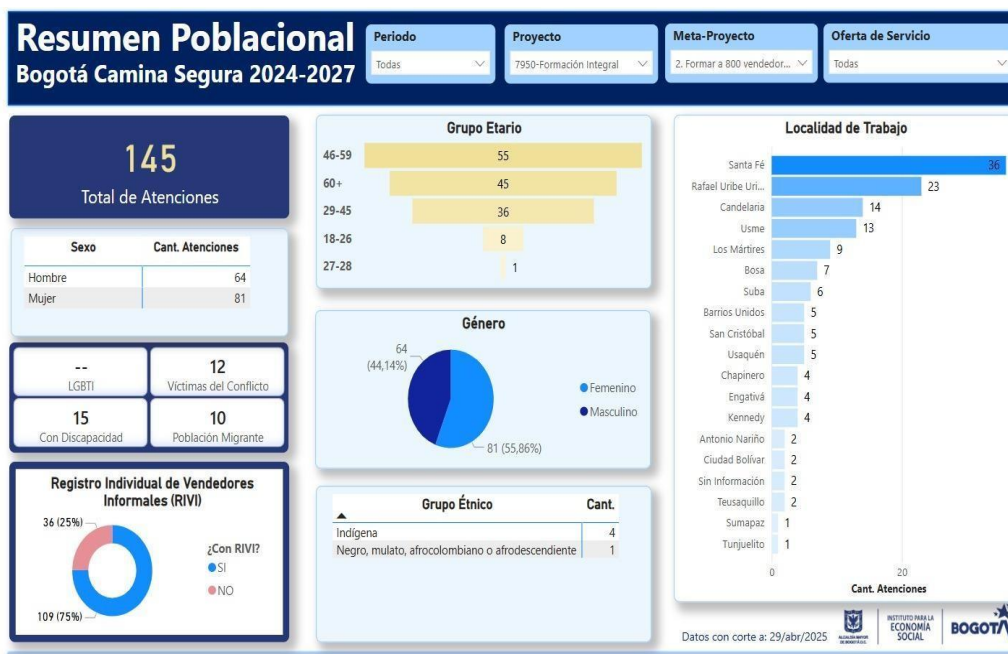 Resumen Poblacional
Bogotá Camina Segura 2024-2027
Periodo
Todas
Proyecto
7950-Formación Integral
Meta-Proyecto
2. Formar a 800 vendedor...
Oferta de Servicio
Todas
145
Total de Atenciones
Sexo Cant. Atenciones
Hombre 64
Mujer 81
--
LGBTI
12
Víctimas del Conflicto
15
Con Discapacidad
10
Población Migrante
Registro Individual de Vendedores
Informales (RIVI)
36 (25%)
109 (75%)
¿Con RIVI?
SI
NO
Grupo Etario
46-59 55
60+ 45
29-45 36
18-26 8
27-28 1
Género
64
(44,14%)
81 (55,86%)
Femenino
Masculino
Grupo Étnico Cant.
Indígena 4
Negro, mulato, afrocolombiano o afrodescendiente 1
Localidad de Trabajo
Santa Fé 36
Rafael Uribe Uri... 23
Candelaria 14
Usme 13
Los Mártires 9
Bosa 7
Suba 6
Barrios Unidos 5
San Cristóbal 5
Usaquén 5
Chapinero 4
Engativá 4
Kennedy 4
Antonio Nariño 2
Ciudad Bolívar 2
Sin Información 2
Teusaquillo 2
Sumapaz 1
Tunjuelito 1
0 20
Cant. Atenciones
Datos con corte a: 29/abr/2025
ALCALDÍA MAYOR
DE BOGOTÁ D.C.
INSTITUTO PARA LA
ECONOMÍA
SOCIAL
BOGOTÁ